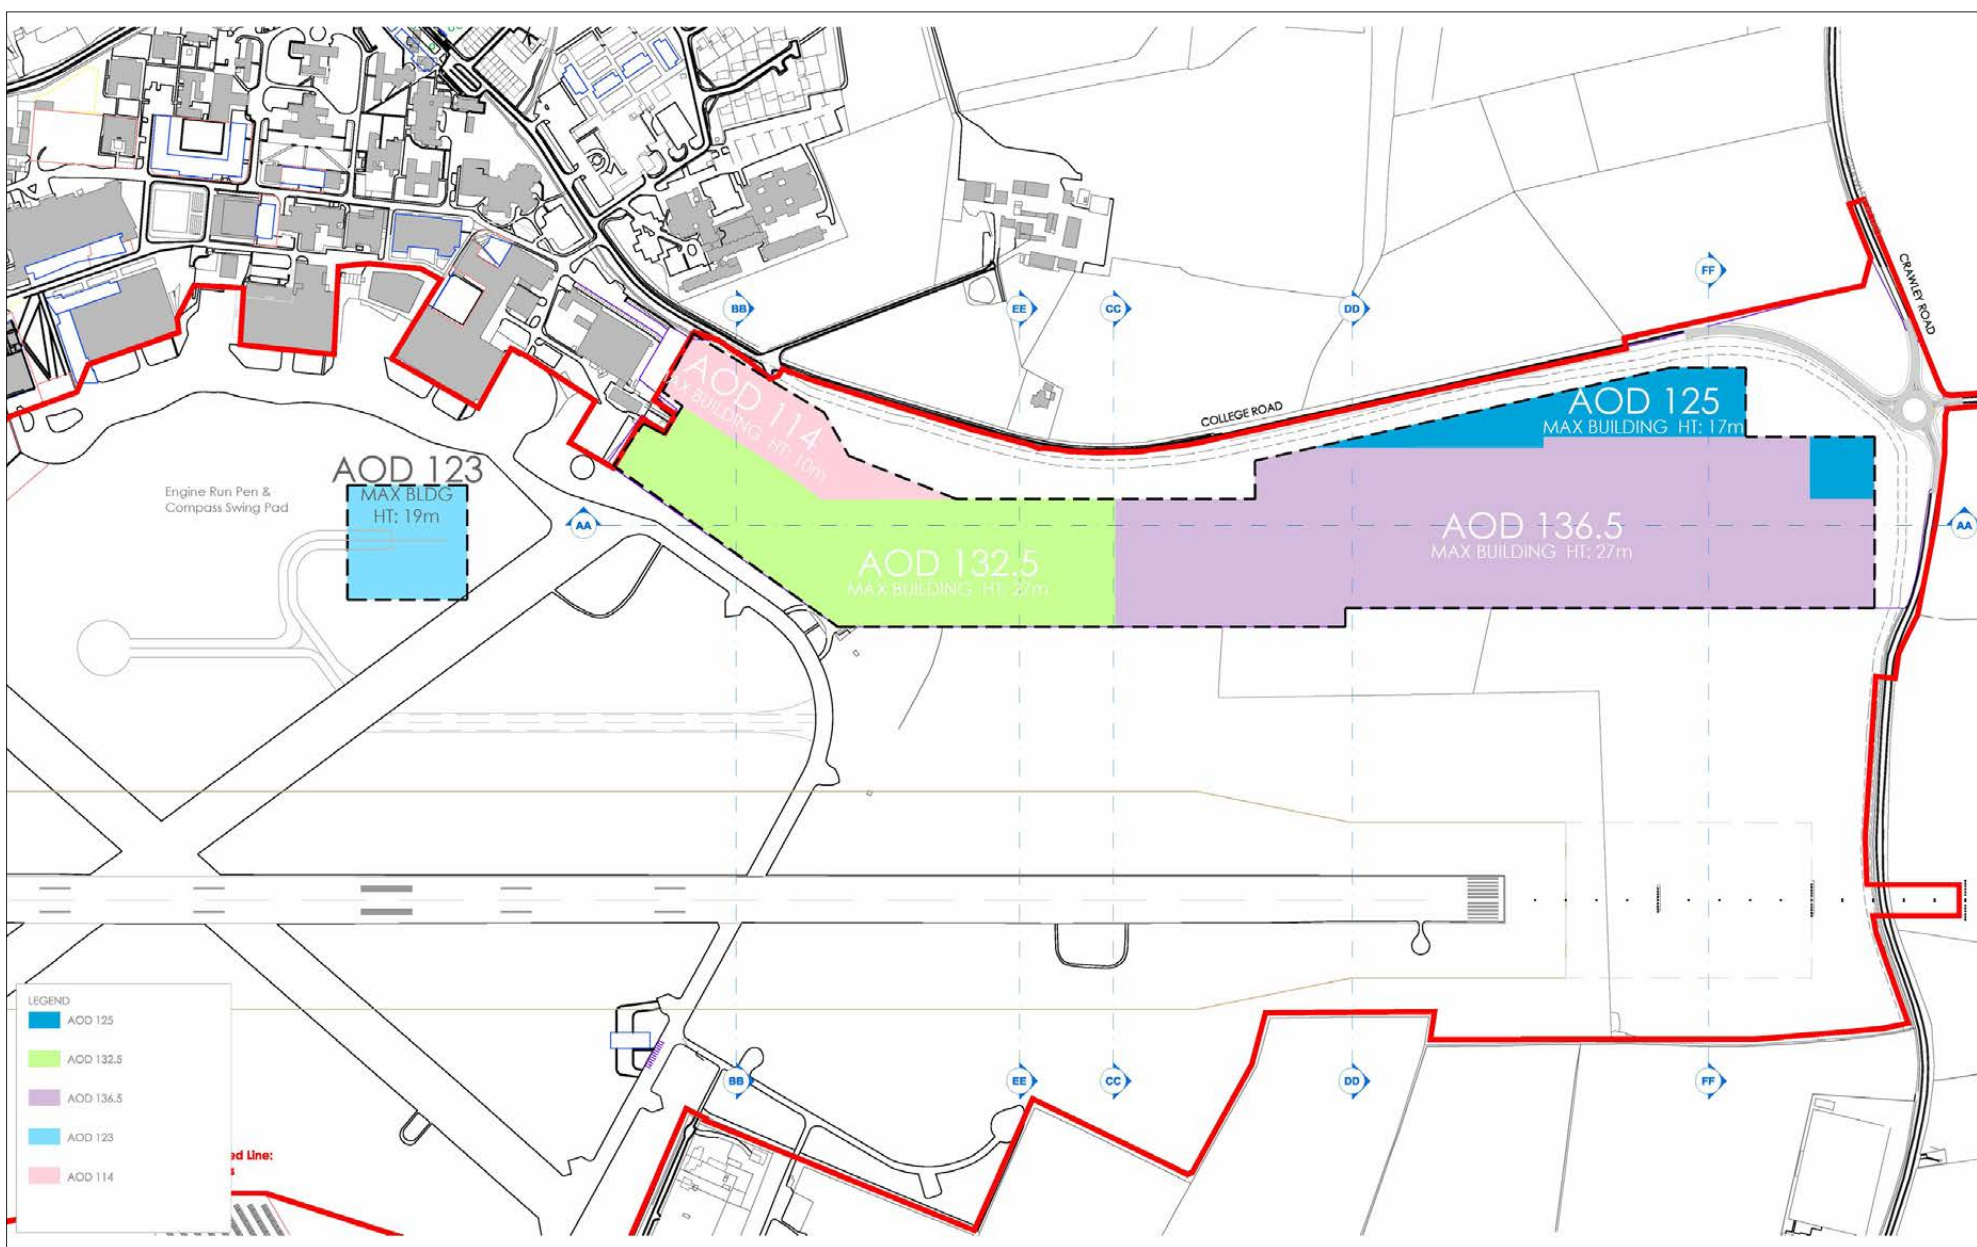 FF
CRAWLEY ROAD
BB
EE
CC
DD
AOD 114
MAX BUILDING HT: 10m
COLLEGE ROAD
AOD 125
MAX BUILDING HT: 17m
AOD 123
MAX BLDG
HT: 19m
Engine Run Pen &
Compass Swing Pad
AA
AOD 132.5
MAX BUILDING HT: 27m
AOD 136.5
MAX BUILDING HT: 27m
AA
LEGEND
AOD 125
AOD 132.5
AOD 136.5
AOD 123
AOD 114
ed Line:
s
BB
EE
CC
DD
FF